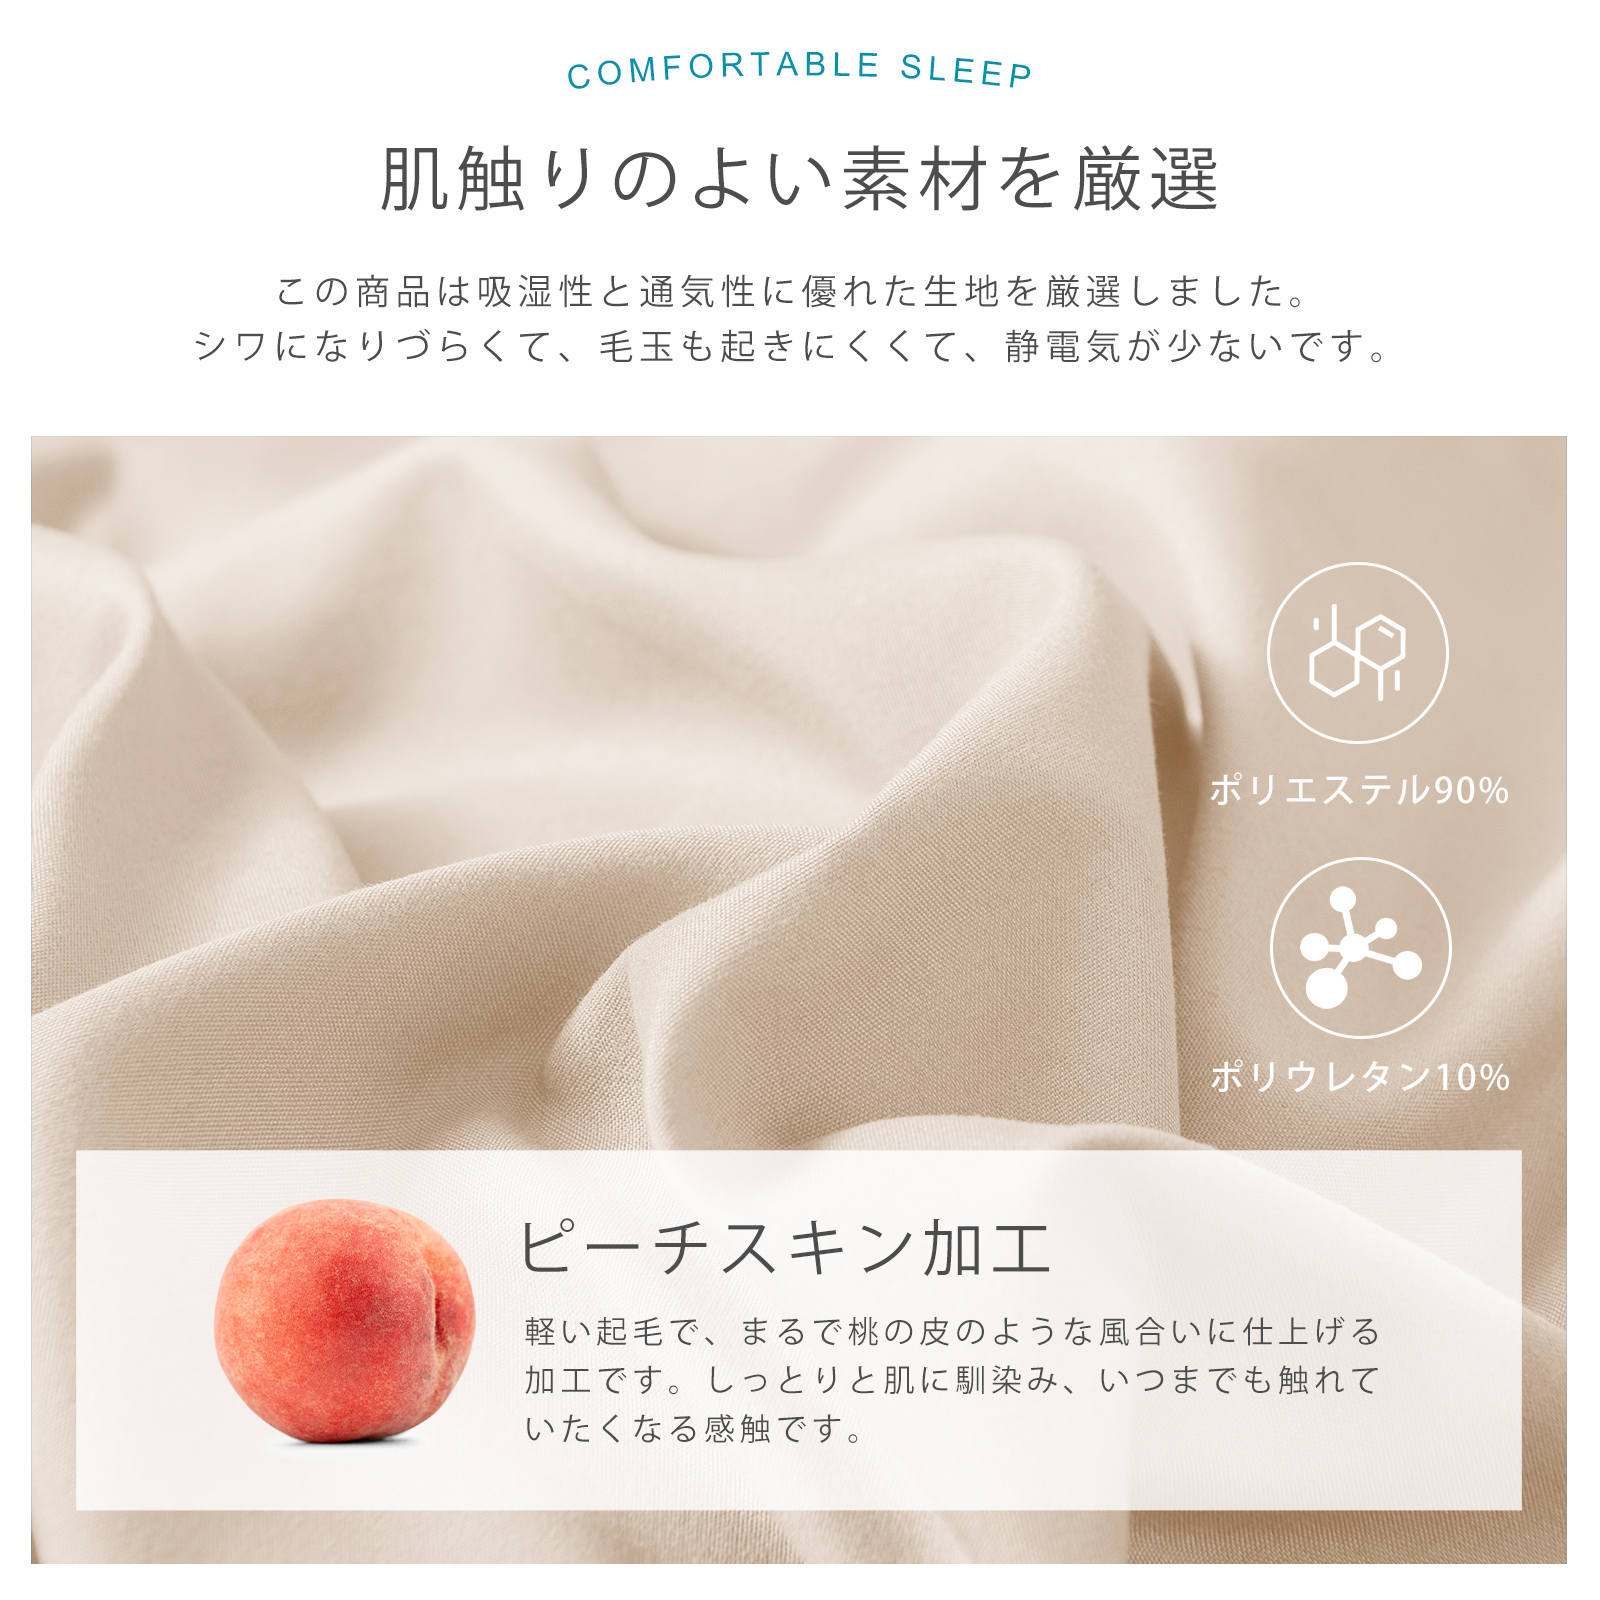 COMFORTABLE SLEEP
肌触りのよい素材を厳選
この商品は吸湿性と通気性に優れた生地を厳選しました。
シワになりづらくて、毛玉も起きにくくて、静電気が少ないです。
ポリエステル90%
ポリウレタン10%
ピーチスキン加工
軽い起毛で、まるで桃の皮のような風合いに仕上げる
加工です。しっとりと肌に馴染み、いつまでも触れて
いたくなる感触です。